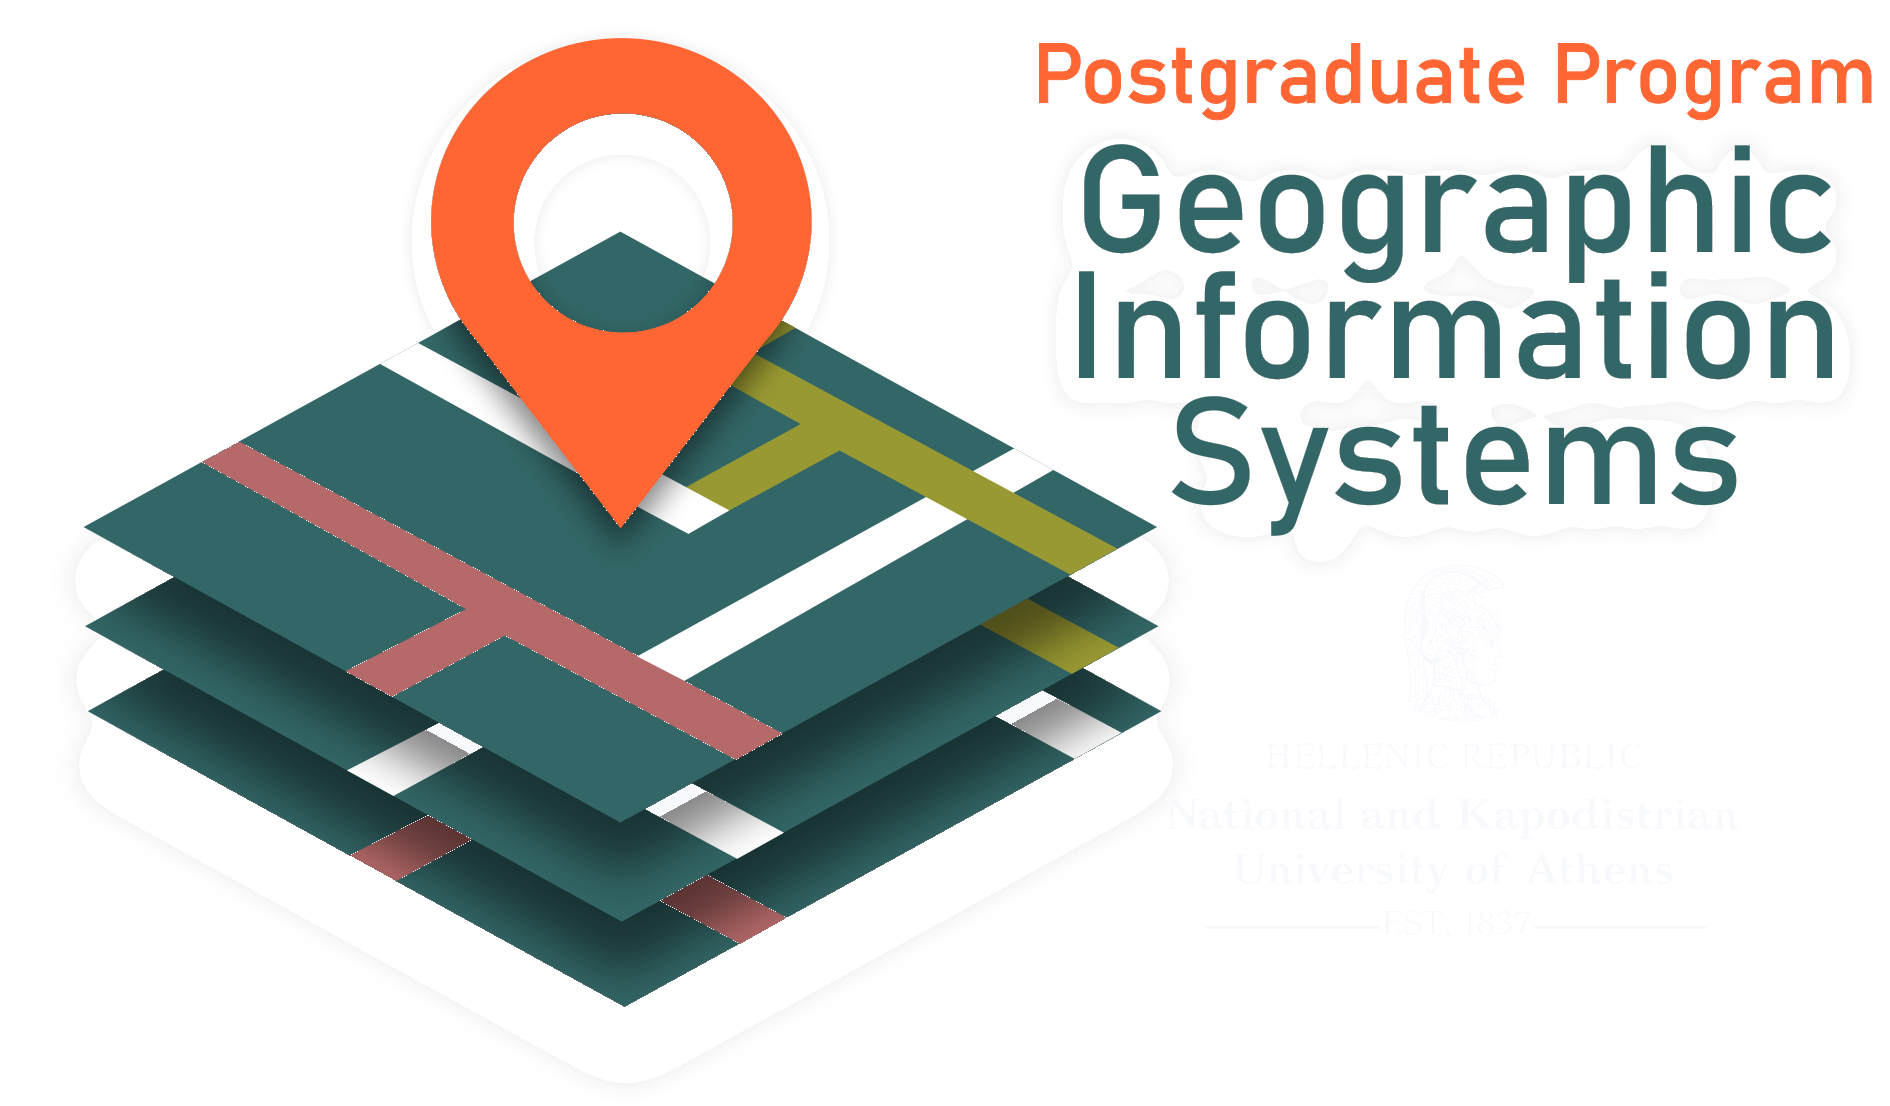 Postgraduate Program
Geographic
Information
Systems
HELLENIC REPUBLIC
National and Kapodistrian
University of Athens
EST. 1837